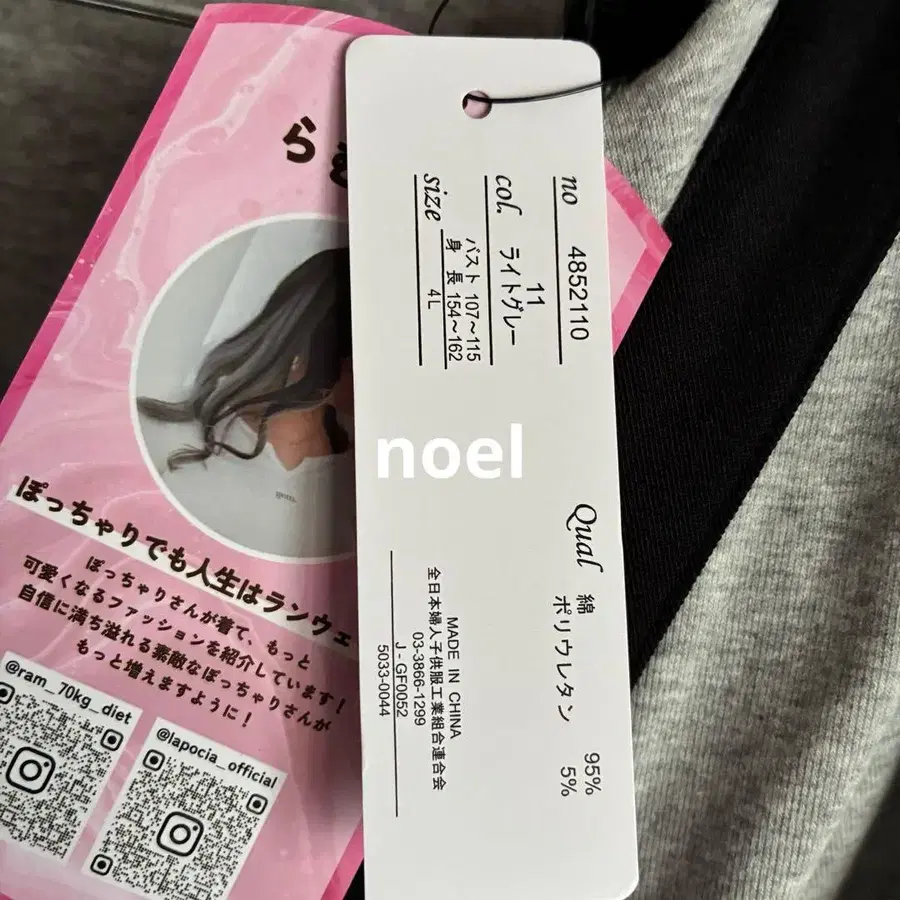 らむ
ぽっちゃりでも人生はランウェ
ぽっちゃりさんが着て、もっと
可愛くなるファッションを紹介しています！
自信に満ち溢れる素敵なぽっちゃりさんが
もっと増えますように！
@ram_70kg_diet
@lapocia_official
no 4852110
11
col. ライトグレー
バスト 107～115
身 長 154～162
size 4L
noel
Qual 綿 95%
ポリウレタン 5%
MADE IN CHINA
全日本婦人子供服工業組合連合会
03-3866-1299
J-GF0052
5033-0044